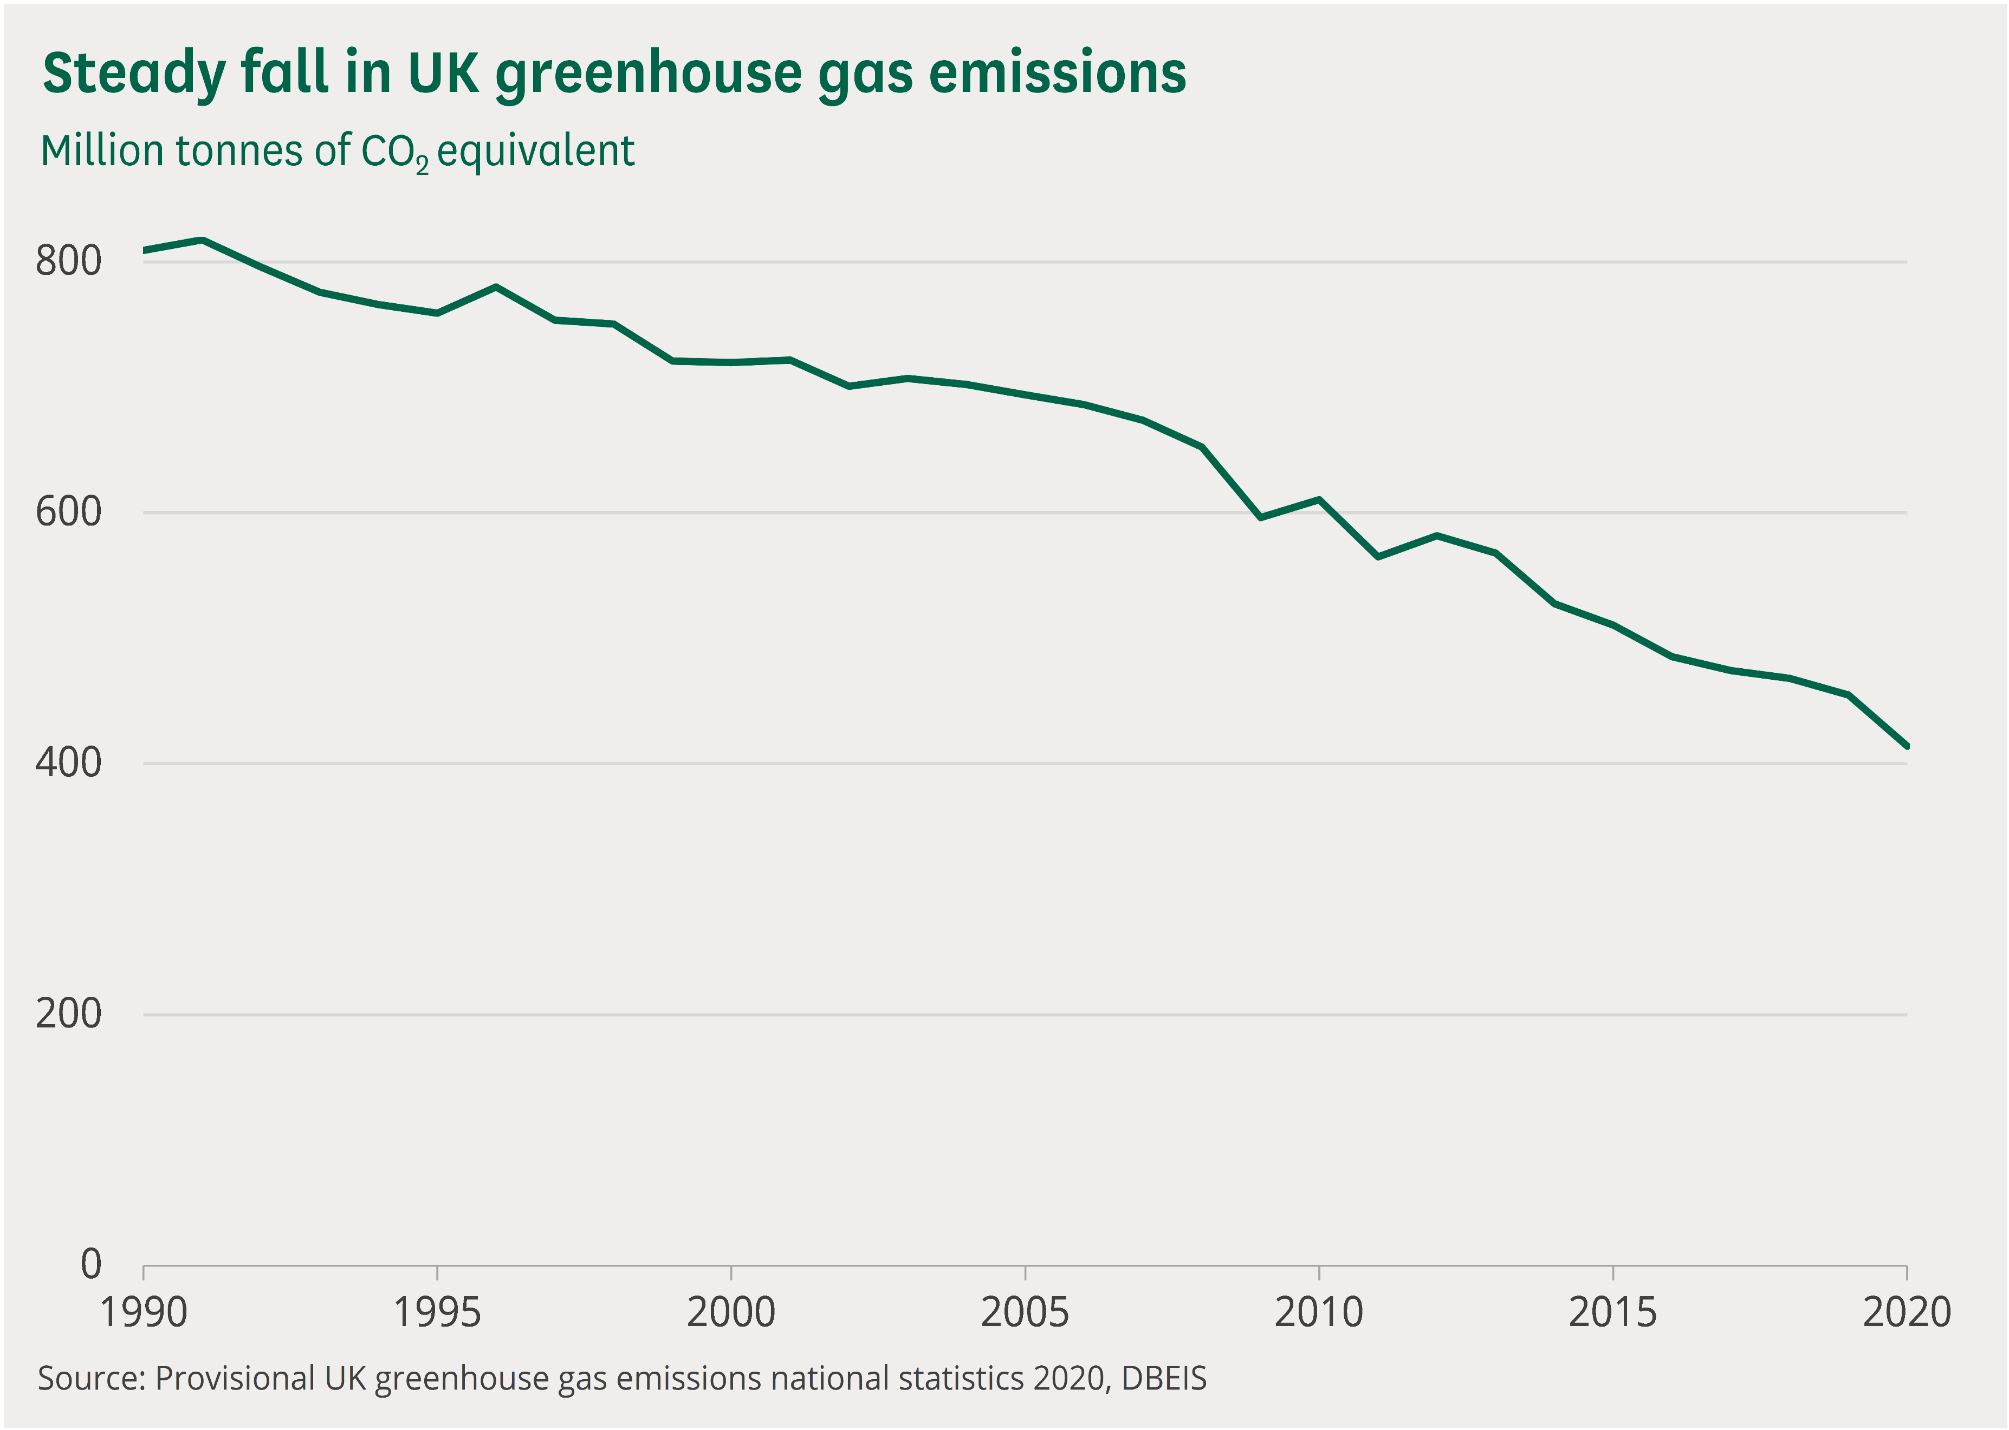 Steady fall in UK greenhouse gas emissions
Million tonnes of CO₂ equivalent
800
600
400
200
0
1990 1995 2000 2005 2010 2015 2020
Source: Provisional UK greenhouse gas emissions national statistics 2020, DBEIS